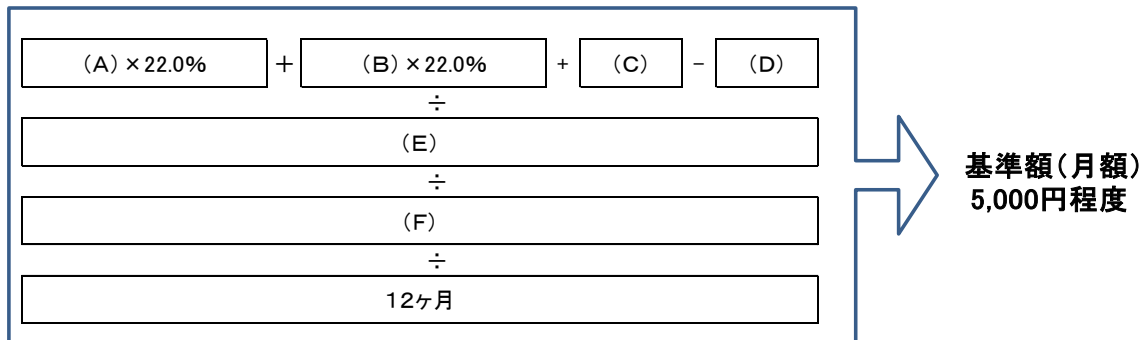 (A)×22.0% + (B)×22.0% + (C) - (D)
÷
(E)
÷
(F)
÷
12ヶ月
基準額(月額)
5,000円程度